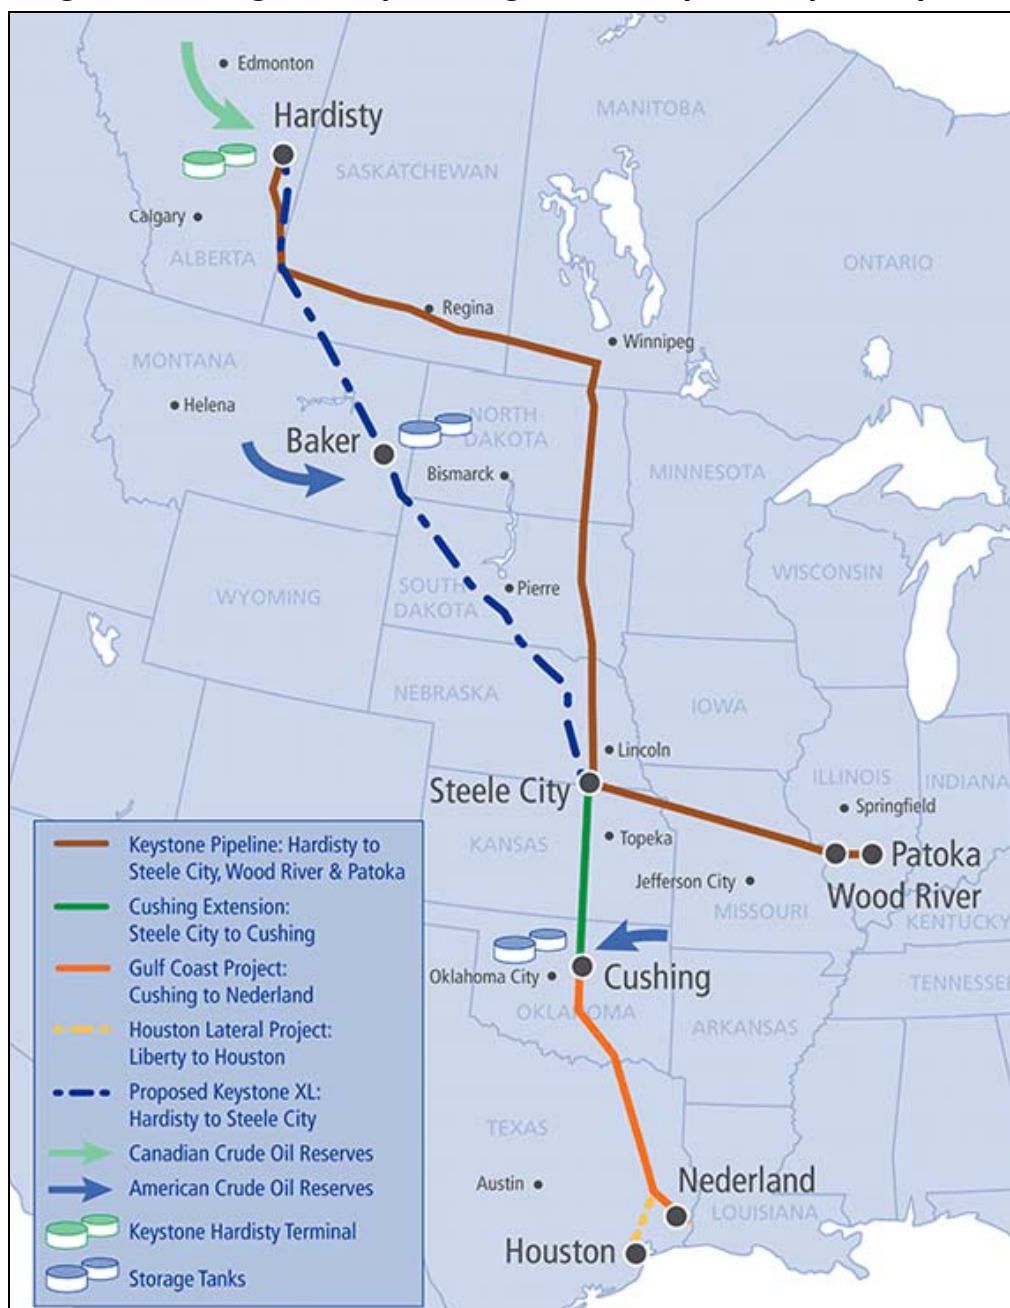 Edmonton
Hardisty
MANITOBA
SASKATCHEWAN
Calgary
ALBERTA
ONTARIO
Regina
Winnipeg
MONTANA
Helena
NORTH
DAKOTA
Baker
Bismarck
MINNESOTA
WISCONSIN
WYOMING
SOUTH
DAKOTA
Pierre
NEBRASKA
IOWA
Lincoln
Steele City
ILLINOIS
INDIANA
Springfield
KANSAS
Topeka
Patoka
Wood River
Jefferson City
MISSOURI
KENTUCKY
Oklahoma City
Cushing
OKLAHOMA
TENNESSEE
ARKANSAS
TEXAS
Austin
Nederland
LOUISIANA
Houston
Keystone Pipeline: Hardisty to
Steele City, Wood River & Patoka
Cushing Extension:
Steele City to Cushing
Gulf Coast Project:
Cushing to Nederland
Houston Lateral Project:
Liberty to Houston
Proposed Keystone XL:
Hardisty to Steele City
Canadian Crude Oil Reserves
American Crude Oil Reserves
Keystone Hardisty Terminal
Storage Tanks